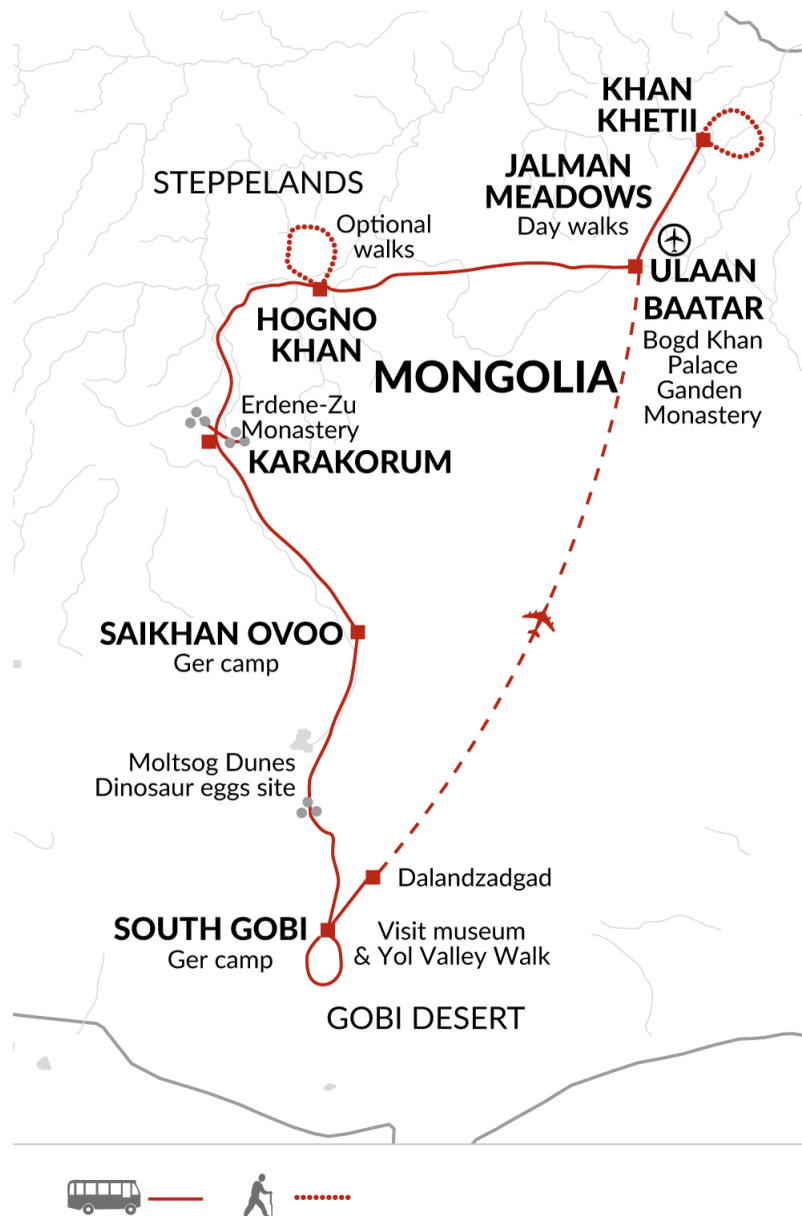 KHAN
KHETII
JALMAN
MEADOWS
Day walks
STEPPELANDS
Optional
walks
ULAAN
BAATAR
Bogd Khan
Palace
Ganden
Monastery
HOGNO
KHAN
MONGOLIA
Erdene-Zu
Monastery
KARAKORUM
SAIKHAN OVOO
Ger camp
Moltsog Dunes
Dinosaur eggs site
Dalandzadgad
SOUTH GOBI
Ger camp
Visit museum
& Yol Valley Walk
GOBI DESERT